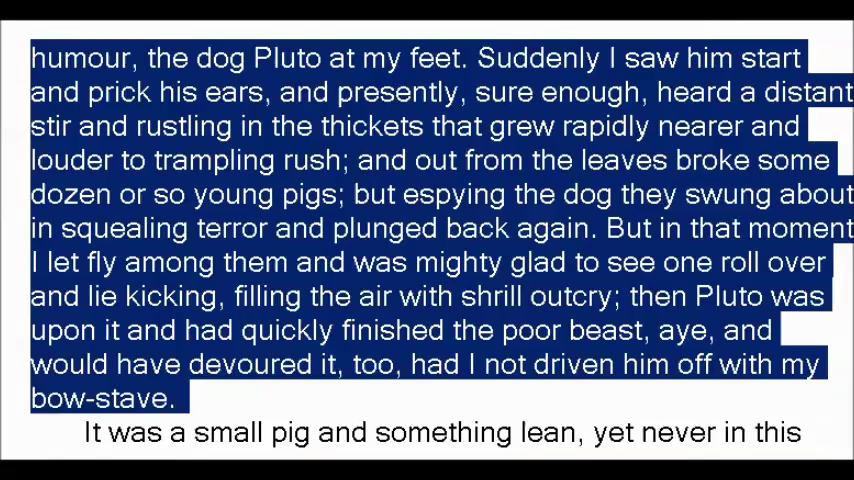 humour, the dog Pluto at my feet. Suddenly I saw him start
and prick his ears, and presently, sure enough, heard a distant
stir and rustling in the thickets that grew rapidly nearer and
louder to trampling rush; and out from the leaves broke some
dozen or so young pigs; but espying the dog they swung about
in squealing terror and plunged back again. But in that moment
I let fly among them and was mighty glad to see one roll over
and lie kicking, filling the air with shrill outcry; then Pluto was
upon it and had quickly finished the poor beast, aye, and
would have devoured it, too, had I not driven him off with my
bow-stave.
It was a small pig and something lean, yet never in this